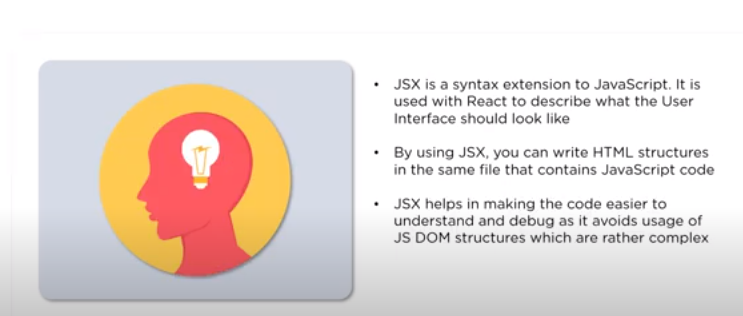 • JSX is a syntax extension to JavaScript. It is
used with React to describe what the User
Interface should look like
• By using JSX, you can write HTML structures
in the same file that contains JavaScript code
• JSX helps in making the code easier to
understand and debug as it avoids usage of
JS DOM structures which are rather complex